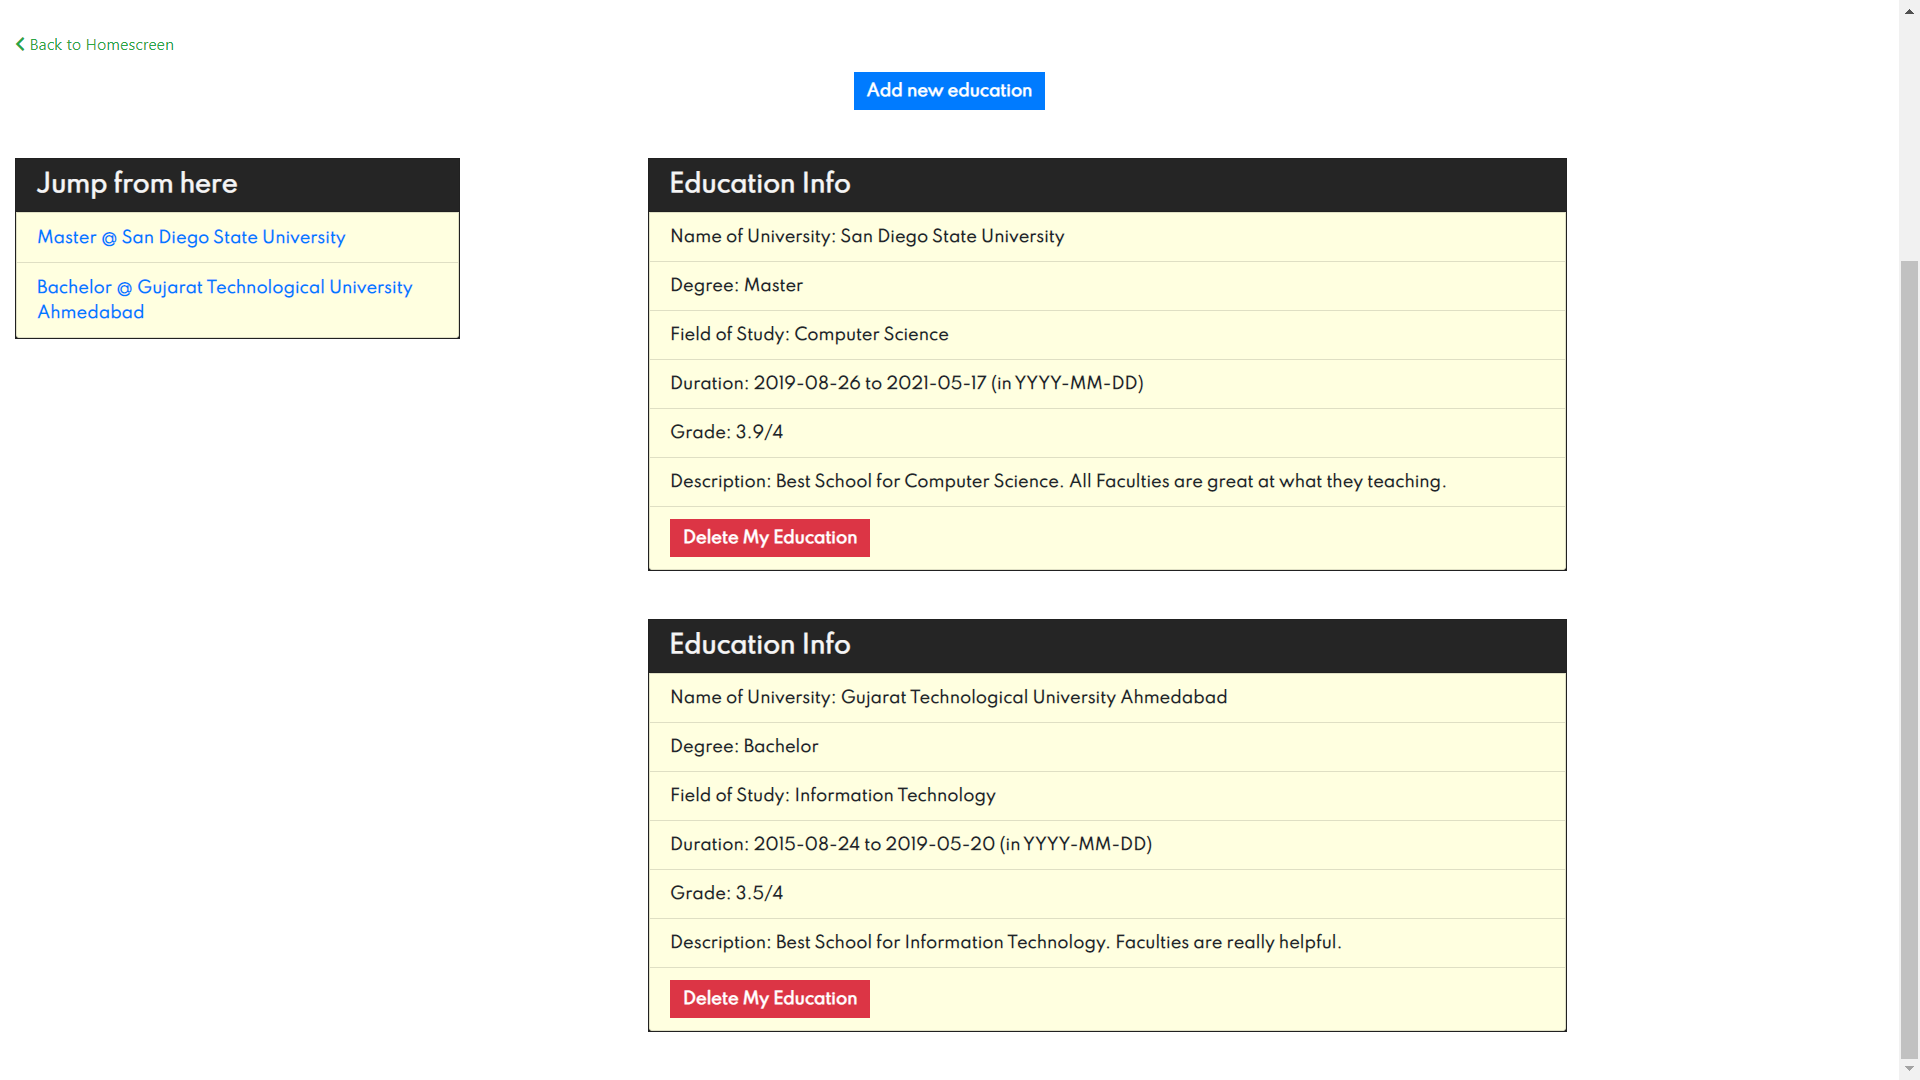 Back to Homescreen
Add new education
Jump from here
Master @ San Diego State University
Bachelor @ Gujarat Technological University
Ahmedabad
Education Info
Name of University: San Diego State University
Degree: Master
Field of Study: Computer Science
Duration: 2019-08-26 to 2021-05-17 (in YYYY-MM-DD)
Grade: 3.9/4
Description: Best School for Computer Science. All Faculties are great at what they teaching.
Delete My Education
Education Info
Name of University: Gujarat Technological University Ahmedabad
Degree: Bachelor
Field of Study: Information Technology
Duration: 2015-08-24 to 2019-05-20 (in YYYY-MM-DD)
Grade: 3.5/4
Description: Best School for Information Technology. Faculties are really helpful.
Delete My Education